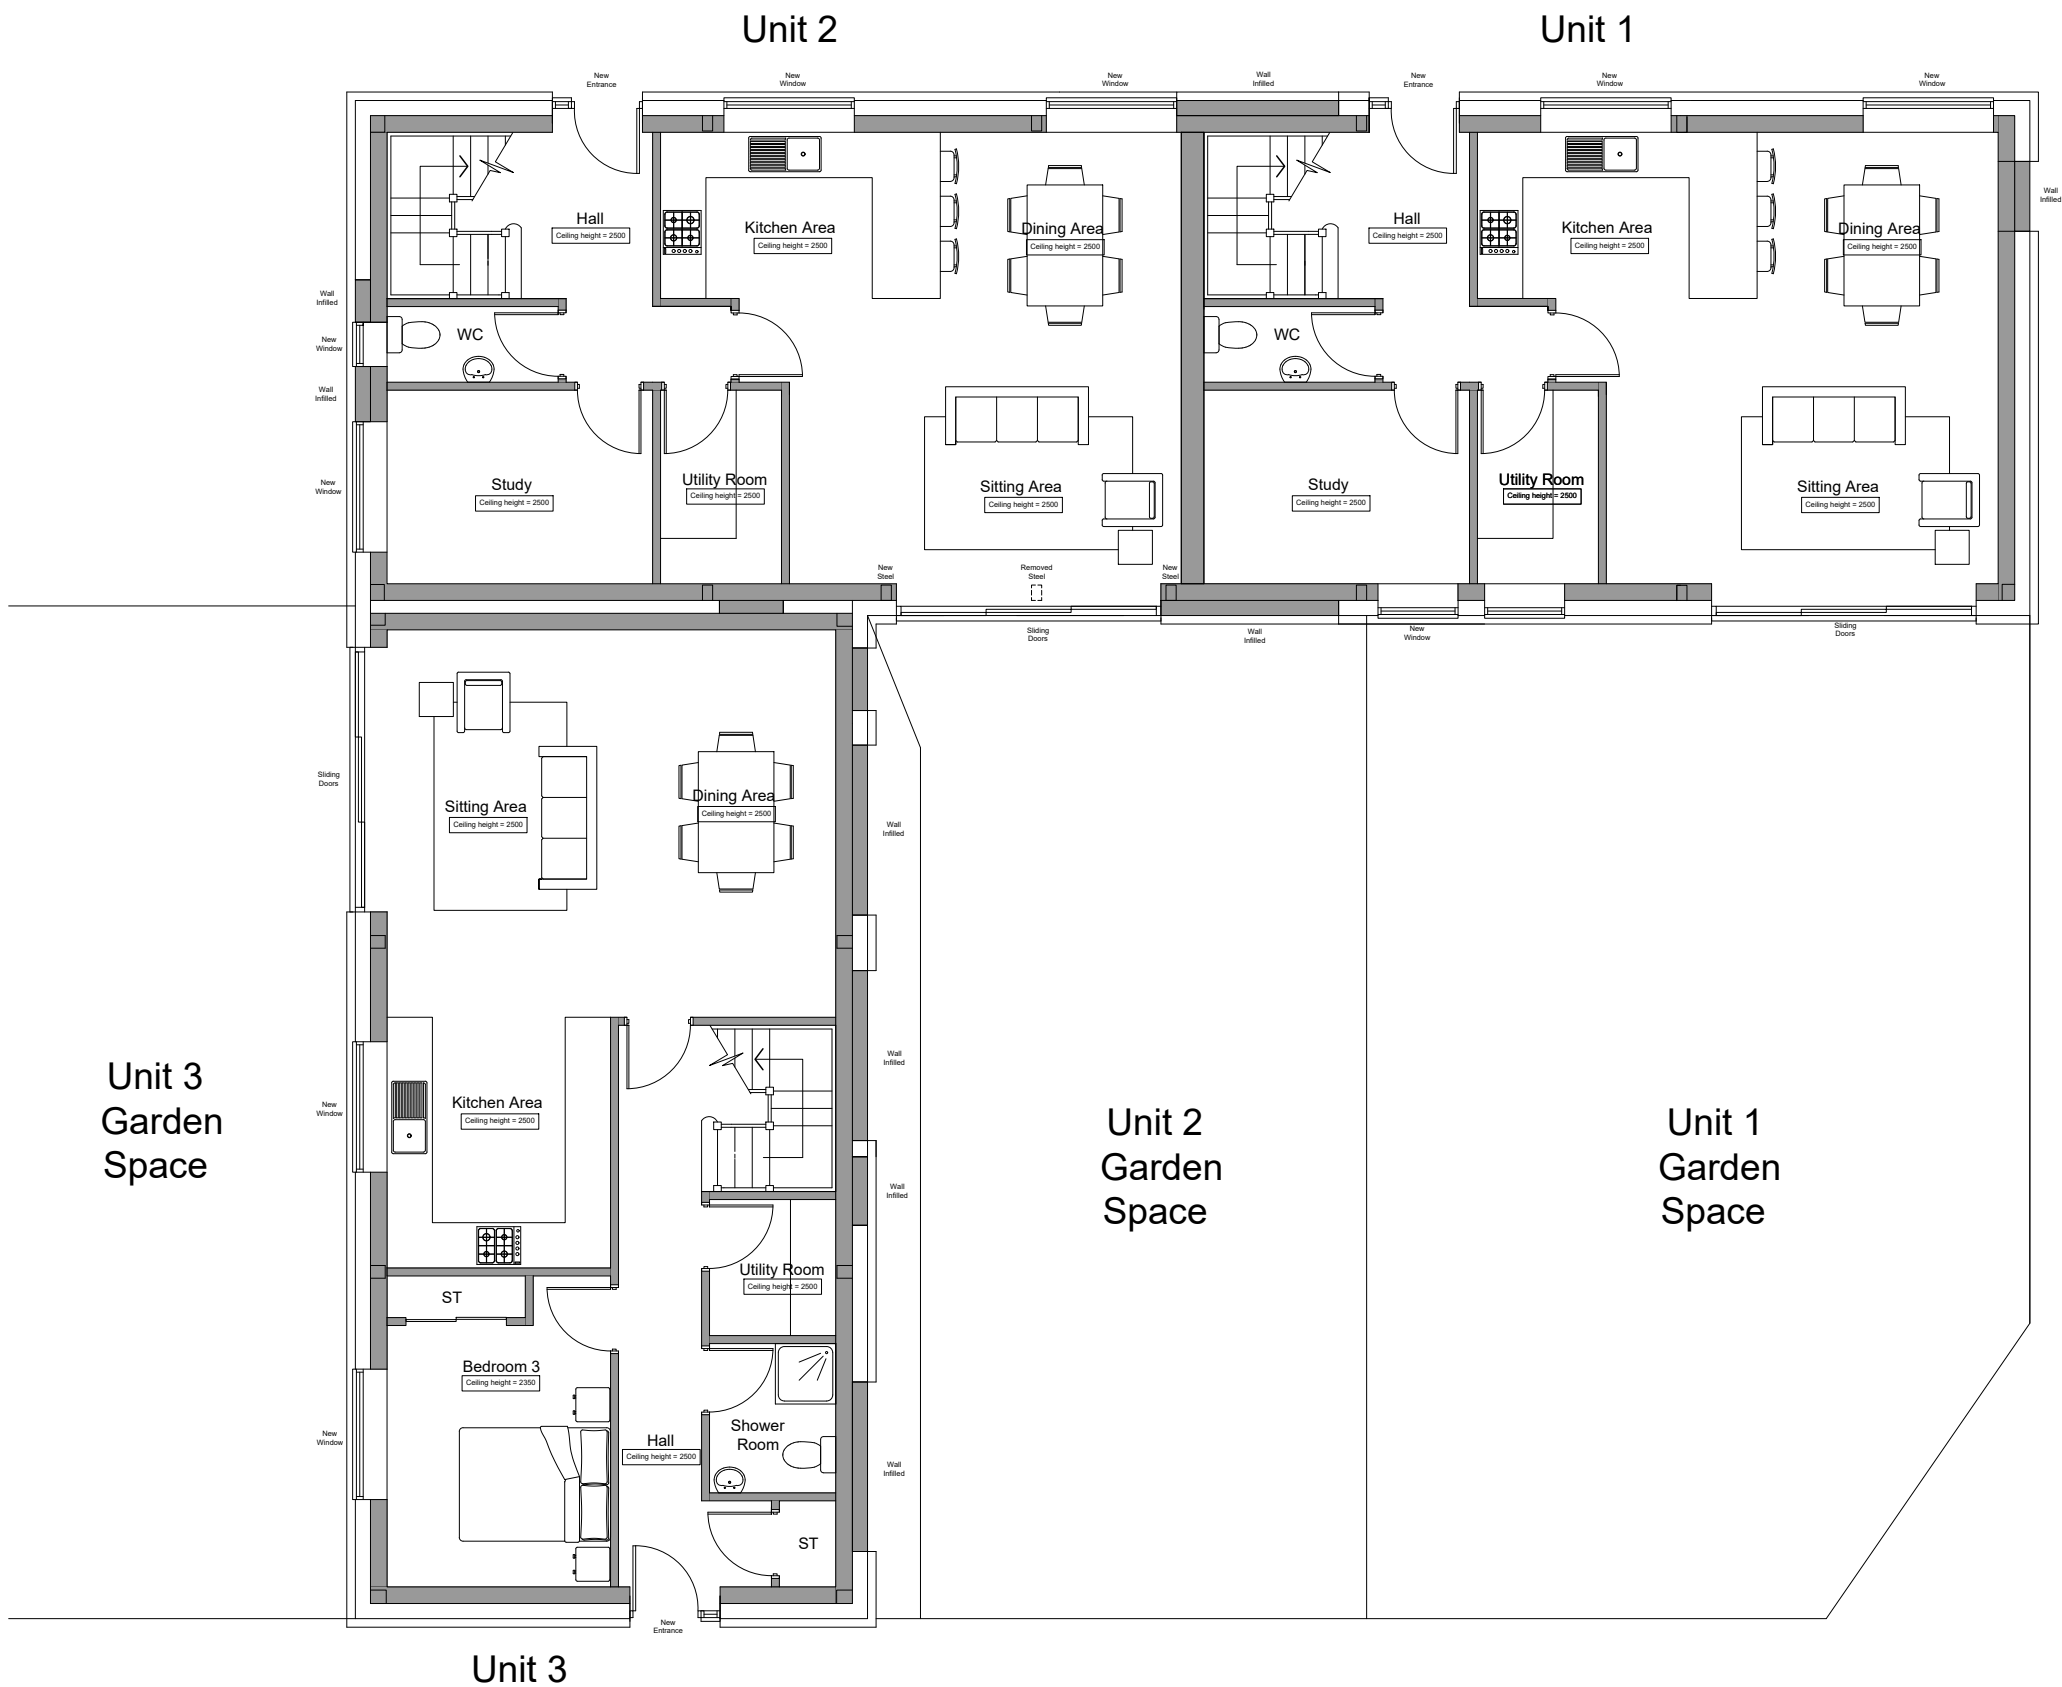 Unit 2
Unit 1
New
Entrance
New
Window
New
Window
Wall
Infilled
New
Entrance
New
Window
New
Window
Hall
Ceiling height = 2500
Kitchen Area
Ceiling height = 2500
Dining Area
Ceiling height = 2500
Hall
Ceiling height = 2500
Kitchen Area
Ceiling height = 2500
Dining Area
Ceiling height = 2500
Wall
Infilled
Wall
Infilled
New
Window
WC
WC
Wall
Infilled
New
Window
Study
Ceiling height = 2500
Utility Room
Ceiling height = 2500
Sitting Area
Ceiling height = 2500
Study
Ceiling height = 2500
Utility Room
Ceiling height = 2500
Sitting Area
Ceiling height = 2500
New
Steel
Removed
Steel
New
Steel
Sliding
Doors
Wall
Infilled
New
Window
Sliding
Doors
Sliding
Doors
Sitting Area
Ceiling height = 2500
Dining Area
Ceiling height = 2500
Wall
Infilled
Wall
Infilled
Unit 3
Garden
Space
New
Window
Kitchen Area
Ceiling height = 2500
Wall
Infilled
Unit 2
Garden
Space
Unit 1
Garden
Space
Utility Room
Ceiling height = 2500
ST
Bedroom 3
Ceiling height = 2350
New
Window
Hall
Ceiling height = 2500
Shower
Room
Wall
Infilled
ST
New
Entrance
Unit 3